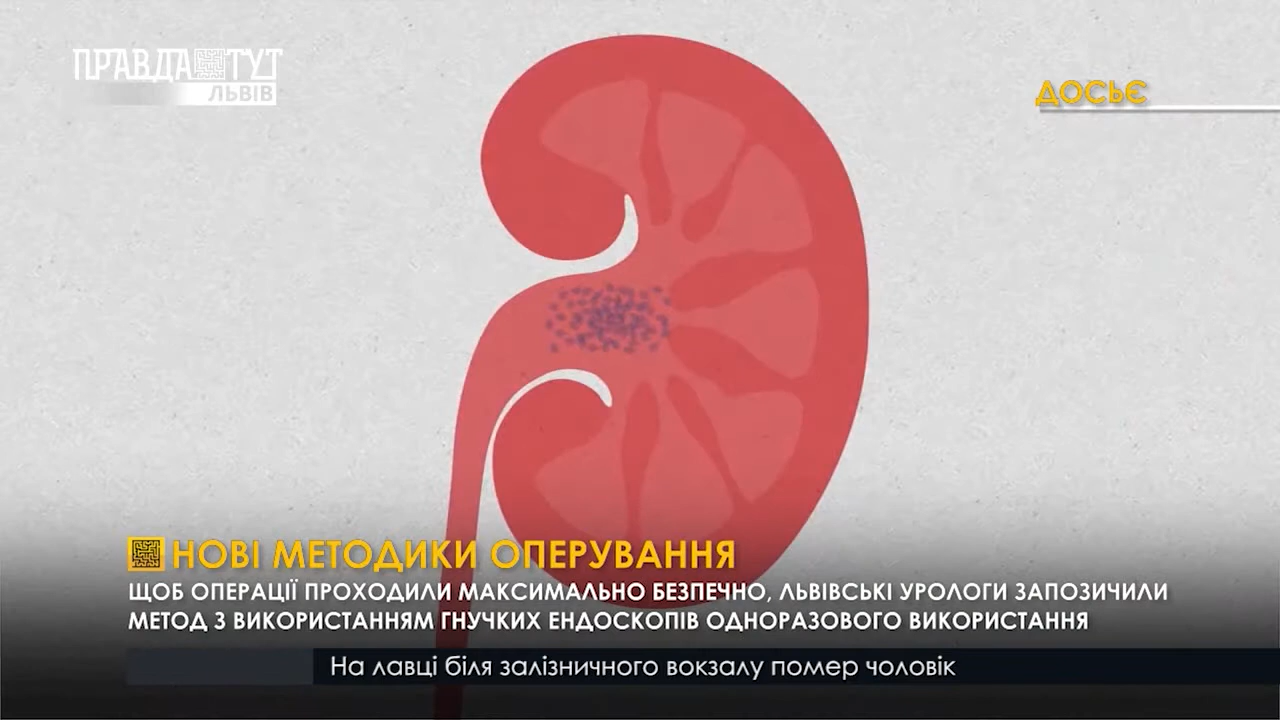 ПРАВДА ТУТ
ЛЬВІВ
ДОСЬЄ
НОВІ МЕТОДИКИ ОПЕРУВАННЯ
ЩОБ ОПЕРАЦІЇ ПРОХОДИЛИ МАКСИМАЛЬНО БЕЗПЕЧНО, ЛЬВІВСЬКІ УРОЛОГИ ЗАПОЗИЧИЛИ
МЕТОД З ВИКОРИСТАННЯМ ГНУЧКИХ ЕНДОСКОПІВ ОДНОРАЗОВОГО ВИКОРИСТАННЯ
На лавці біля залізничного вокзалу помер чоловік